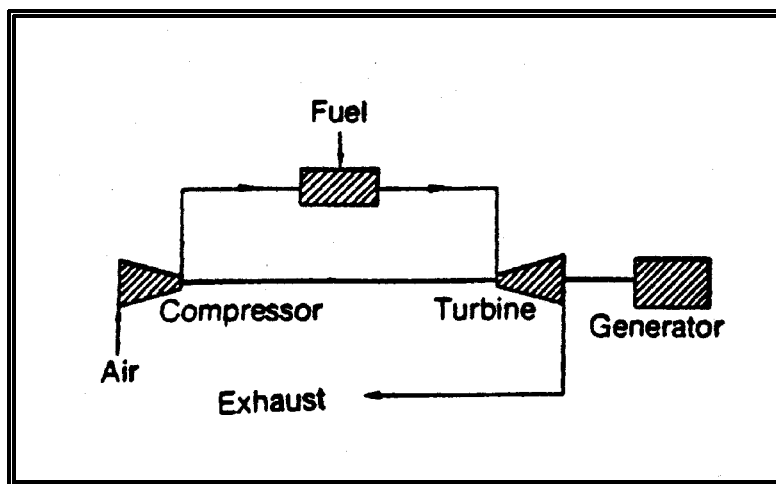 Fuel
Compressor
Turbine
Generator
Air
Exhaust